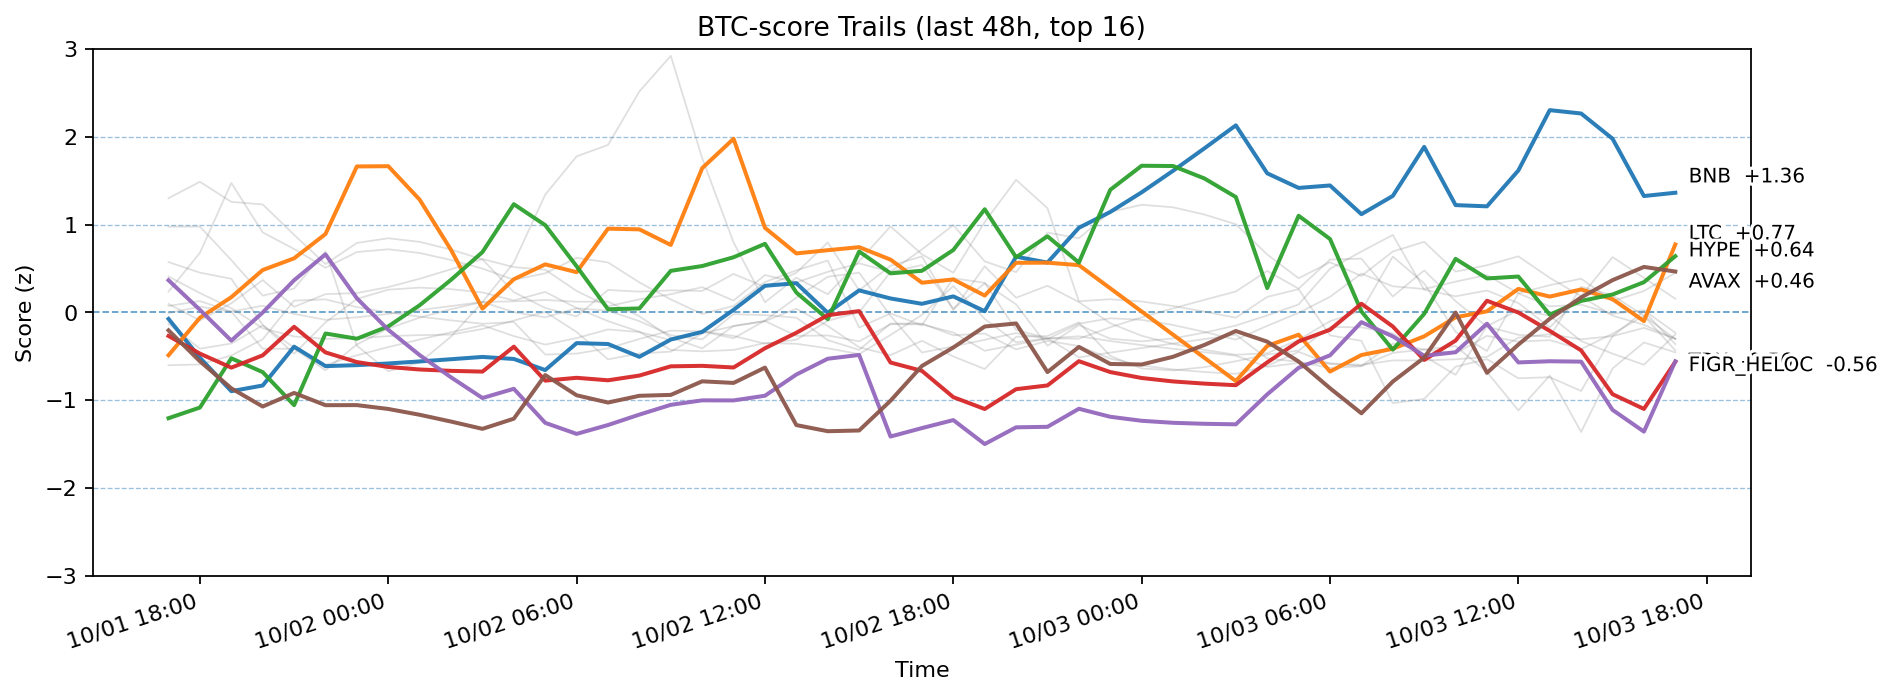 BTC-score Trails (last 48h, top 16)
Score (z)
3
2
1
0
−1
−2
−3
BNB +1.36
LTC +0.77
HYPE +0.64
AVAX +0.46
FIGR_HELOC -0.56
10/01 18:00
10/02 00:00
10/02 06:00
10/02 12:00
10/02 18:00
10/03 00:00
10/03 06:00
10/03 12:00
10/03 18:00
Time